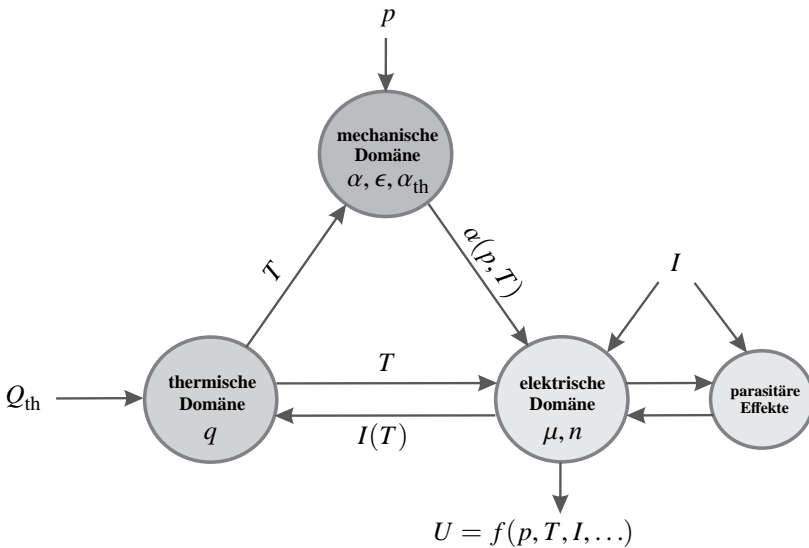 p
mechanische
Domäne
α, ϵ, α_th
T
α(p, T)
I
Q_th
thermische
Domäne
q
T
I(T)
elektrische
Domäne
μ, n
parasitäre
Effekte
U = f(p, T, I, …)